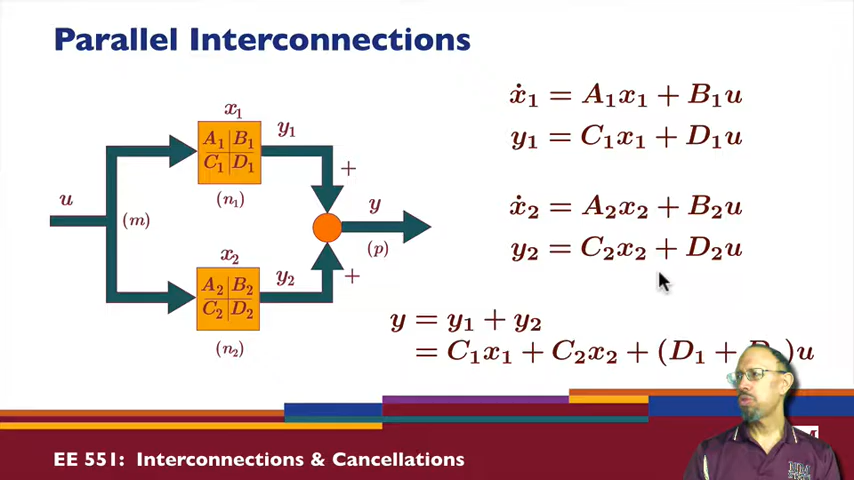 Parallel Interconnections
x₁
A₁ B₁
C₁ D₁
(n₁)
y₁
+
u
(m)
y
(p)
x₂
A₂ B₂
C₂ D₂
(n₂)
y₂
+
ẋ₁ = A₁x₁ + B₁u
y₁ = C₁x₁ + D₁u
ẋ₂ = A₂x₂ + B₂u
y₂ = C₂x₂ + D₂u
y = y₁ + y₂
= C₁x₁ + C₂x₂ + (D₁ + )u
EE 551: Interconnections & Cancellations